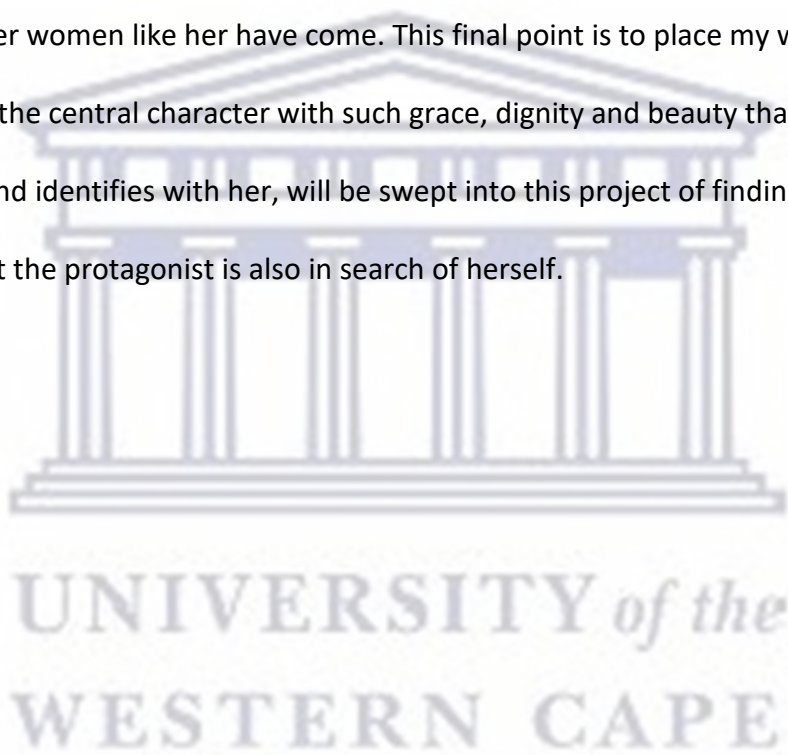 er women like her have come. This final point is to place my
the central character with such grace, dignity and beauty tha
nd identifies with her, will be swept into this project of findin
t the protagonist is also in search of herself.
UNIVERSITY of the
WESTERN CAPE